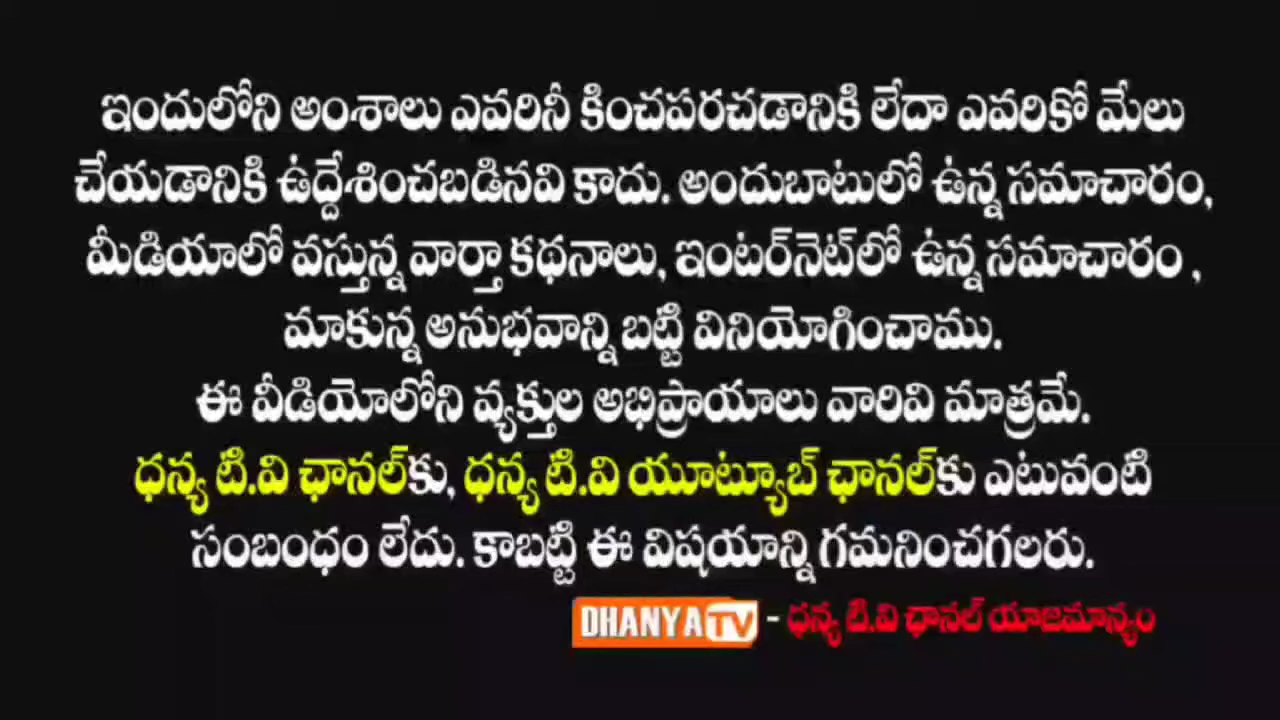 ఇందులోని అంశాలు ఎవరినీ కించపరచడానికి లేదా ఎవరికో మేలు
చేయడానికి ఉద్దేశించబడినవి కాదు. అందుబాటులో ఉన్న సమాచారం,
మీడియాలో వస్తున్న వార్తా కథనాలు, ఇంటర్‌నెట్‌లో ఉన్న సమాచారం ,
మాకున్న అనుభవాన్ని బట్టి వినియోగించాము.
ఈ వీడియోలోని వ్యక్తుల అభిప్రాయాలు వారివి మాత్రమే.
ధన్య టి.వి ఛానల్‌కు, ధన్య టి.వి యూట్యూబ్ ఛానల్‌కు ఎటువంటి
సంబంధం లేదు. కాబట్టి ఈ విషయాన్ని గమనించగలరు.
DHANYA TV - ధన్య టి.వి ఛానల్ యాజమాన్యం